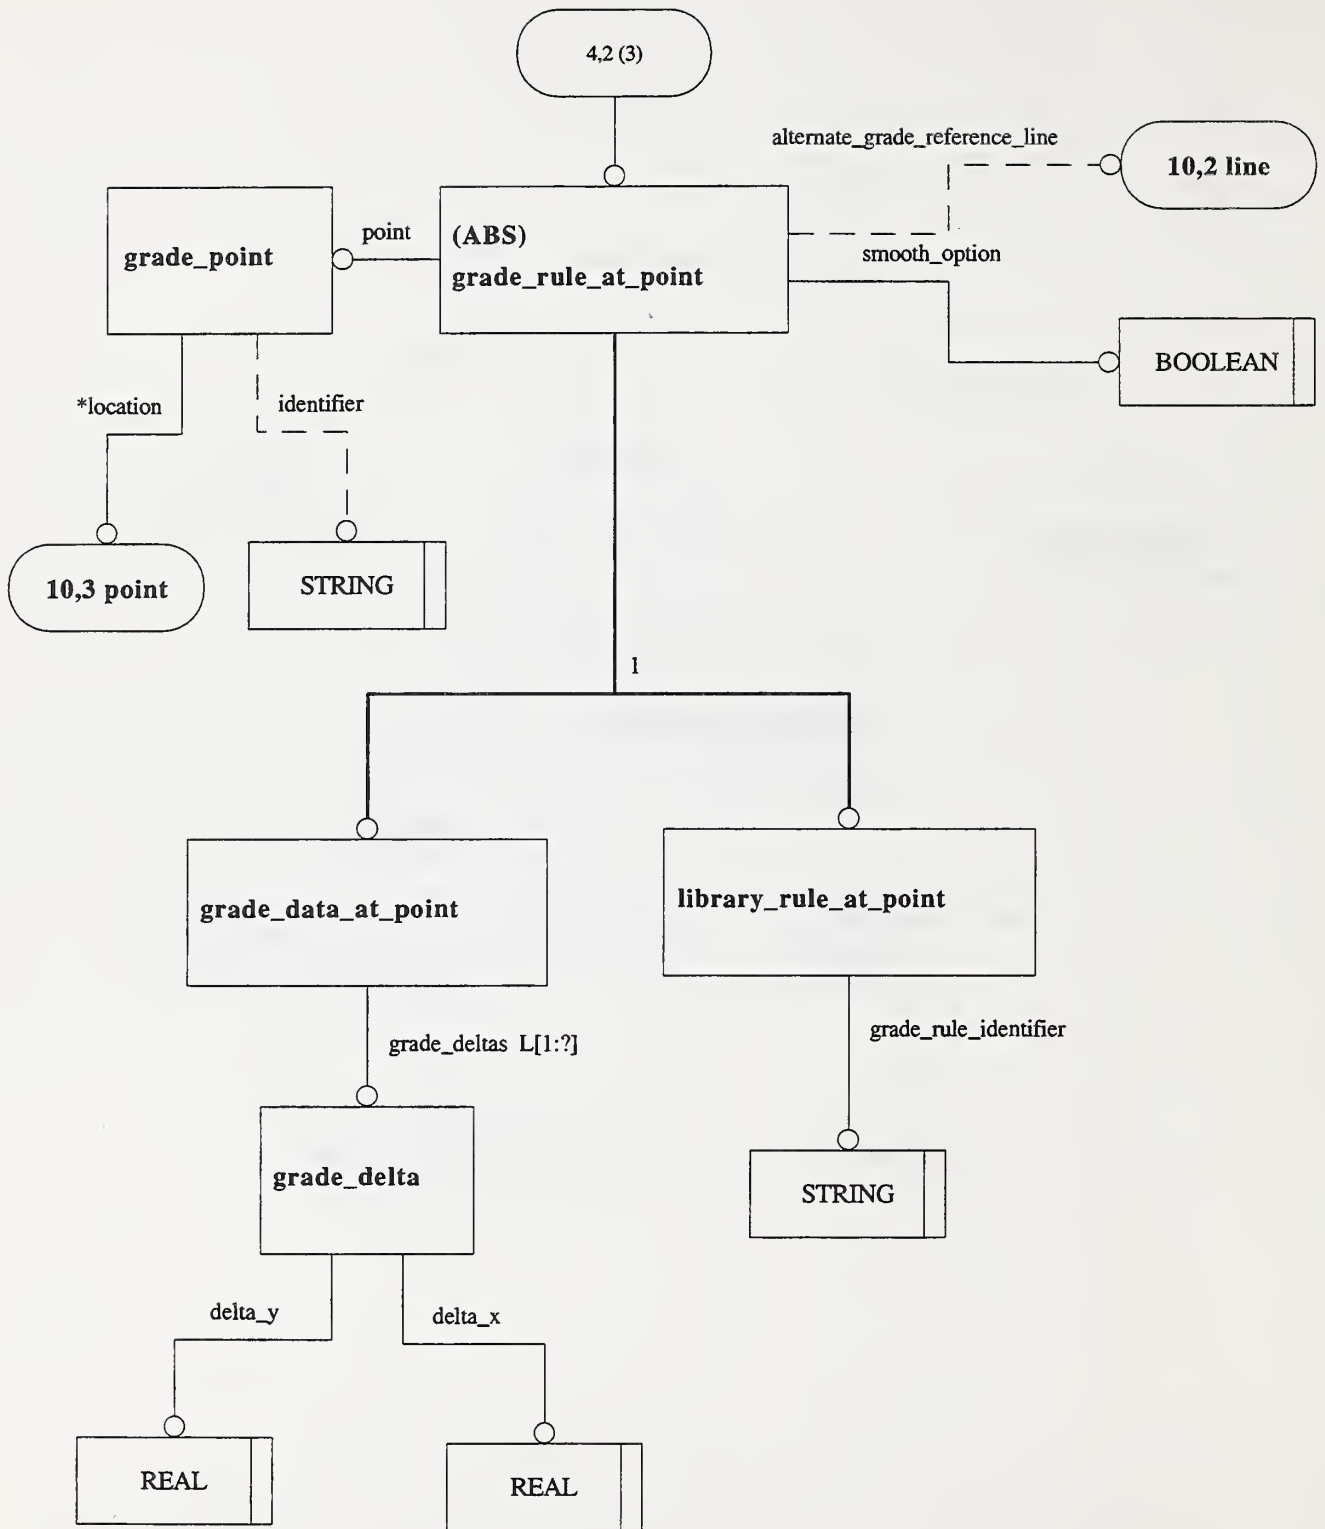 4,2 (3)
alternate_grade_reference_line
10,2 line
point
(ABS)
grade_rule_at_point
grade_point
smooth_option
BOOLEAN
*location
identifier
10,3 point
STRING
1
grade_data_at_point
library_rule_at_point
grade_deltas L[1:?]
grade_rule_identifier
grade_delta
STRING
delta_y
delta_x
REAL
REAL